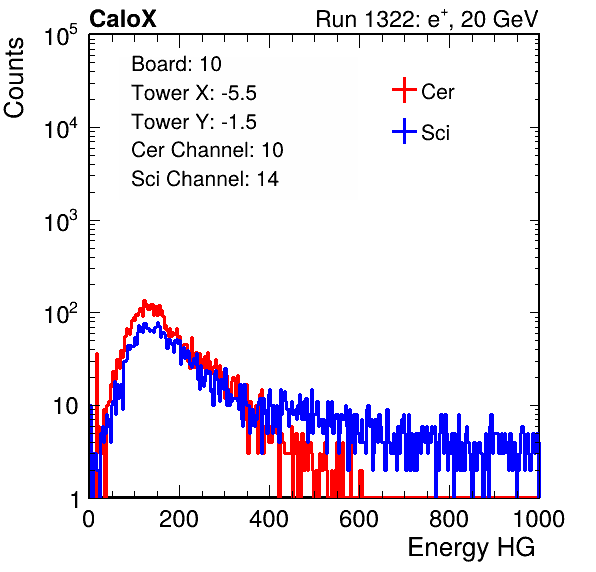 CaloX Run 1322: e⁺, 20 GeV
Counts
Board: 10
Tower X: -5.5
Tower Y: -1.5
Cer Channel: 10
Sci Channel: 14
Cer
Sci
10⁵
10⁴
10³
10²
10
1
0 200 400 600 800 1000
Energy HG